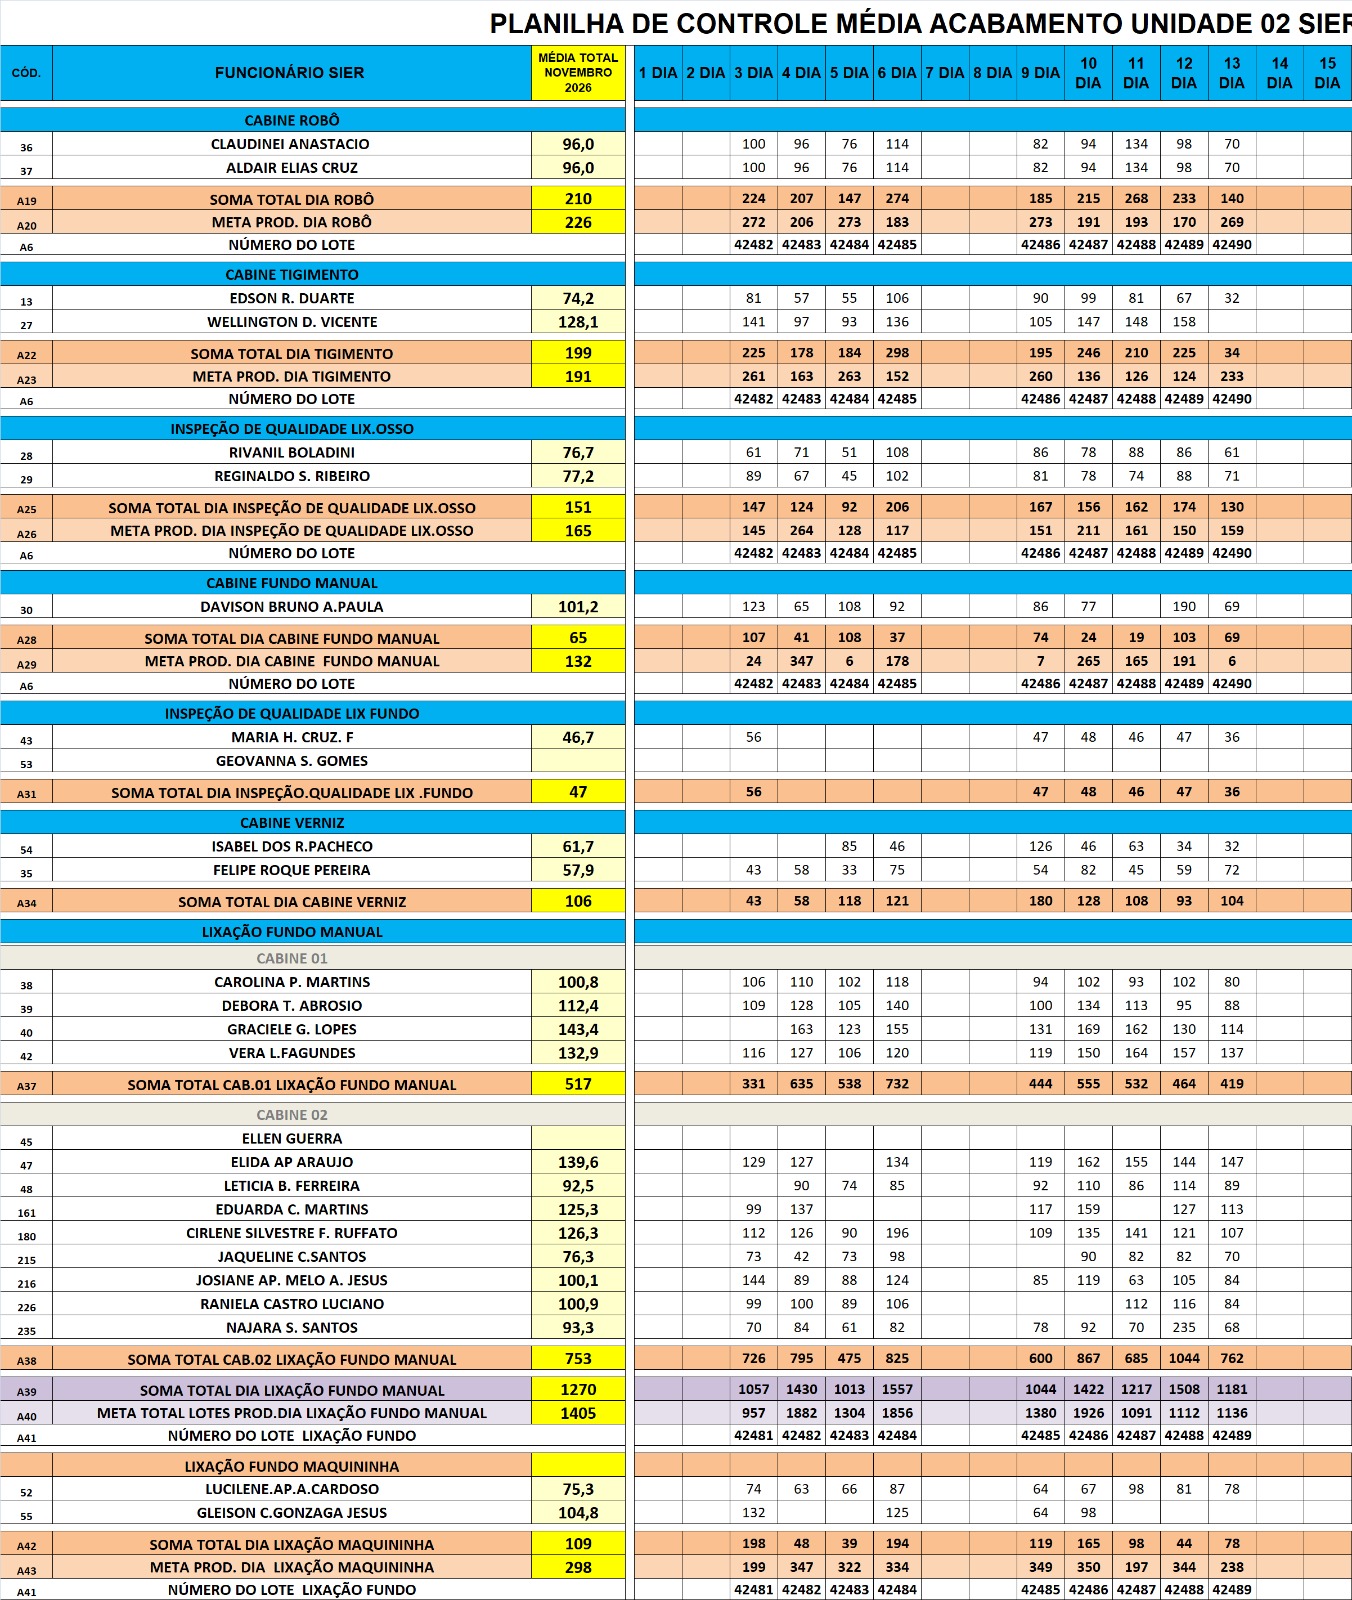 PLANILHA DE CONTROLE MÉDIA ACABAMENTO UNIDADE 02 SIER
CÓD. FUNCIONÁRIO SIER MÉDIA TOTAL NOVEMBRO 2026 1 DIA 2 DIA 3 DIA 4 DIA 5 DIA 6 DIA 7 DIA 8 DIA 9 DIA 10 DIA 11 DIA 12 DIA 13 DIA 14 DIA 15 DIA
CABINE ROBÔ
36 CLAUDINEI ANASTACIO 96,0 100 96 76 114 82 94 134 98 70
37 ALDAIR ELIAS CRUZ 96,0 100 96 76 114 82 94 134 98 70
A19 SOMA TOTAL DIA ROBÔ 210 224 207 147 274 185 215 268 233 140
A20 META PROD. DIA ROBÔ 226 272 206 273 183 273 191 193 170 269
A6 NÚMERO DO LOTE 42482 42483 42484 42485 42486 42487 42488 42489 42490
CABINE TIGIMENTO
13 EDSON R. DUARTE 74,2 81 57 55 106 90 99 81 67 32
27 WELLINGTON D. VICENTE 128,1 141 97 93 136 105 147 148 158
A22 SOMA TOTAL DIA TIGIMENTO 199 225 178 184 298 195 246 210 225 34
A23 META PROD. DIA TIGIMENTO 191 261 163 263 152 260 136 126 124 233
A6 NÚMERO DO LOTE 42482 42483 42484 42485 42486 42487 42488 42489 42490
INSPEÇÃO DE QUALIDADE LIX.OSSO
28 RIVANIL BOLADINI 76,7 61 71 51 108 86 78 88 86 61
29 REGINALDO S. RIBEIRO 77,2 89 67 45 102 81 78 74 88 71
A25 SOMA TOTAL DIA INSPEÇÃO DE QUALIDADE LIX.OSSO 151 147 124 92 206 167 156 162 174 130
A26 META PROD. DIA INSPEÇÃO DE QUALIDADE LIX.OSSO 165 145 264 128 117 151 211 161 150 159
A6 NÚMERO DO LOTE 42482 42483 42484 42485 42486 42487 42488 42489 42490
CABINE FUNDO MANUAL
30 DAVISON BRUNO A.PAULA 101,2 123 65 108 92 86 77 190 69
A28 SOMA TOTAL DIA CABINE FUNDO MANUAL 65 107 41 108 37 74 24 19 103 69
A29 META PROD. DIA CABINE  FUNDO MANUAL 132 24 347 6 178 7 265 165 191 6
A6 NÚMERO DO LOTE 42482 42483 42484 42485 42486 42487 42488 42489 42490
INSPEÇÃO DE QUALIDADE LIX FUNDO
43 MARIA H. CRUZ. F 46,7 56 47 48 46 47 36
53 GEOVANNA S. GOMES
A31 SOMA TOTAL DIA INSPEÇÃO.QUALIDADE LIX .FUNDO 47 56 47 48 46 47 36
CABINE VERNIZ
54 ISABEL DOS R.PACHECO 61,7 85 46 126 46 63 34 32
35 FELIPE ROQUE PEREIRA 57,9 43 58 33 75 54 82 45 59 72
A34 SOMA TOTAL DIA CABINE VERNIZ 106 43 58 118 121 180 128 108 93 104
LIXAÇÃO FUNDO MANUAL
CABINE 01
38 CAROLINA P. MARTINS 100,8 106 110 102 118 94 102 93 102 80
39 DEBORA T. ABROSIO 112,4 109 128 105 140 100 134 113 95 88
40 GRACIELE G. LOPES 143,4 163 123 155 131 169 162 130 114
42 VERA L.FAGUNDES 132,9 116 127 106 120 119 150 164 157 137
A37 SOMA TOTAL CAB.01 LIXAÇÃO FUNDO MANUAL 517 331 635 538 732 444 555 532 464 419
CABINE 02
45 ELLEN GUERRA
47 ELIDA AP ARAUJO 139,6 129 127 134 119 162 155 144 147
48 LETICIA B. FERREIRA 92,5 90 74 85 92 110 86 114 89
161 EDUARDA C. MARTINS 125,3 99 137 117 159 127 113
180 CIRLENE SILVESTRE F. RUFFATO 126,3 112 126 90 196 109 135 141 121 107
215 JAQUELINE C.SANTOS 76,3 73 42 73 98 90 82 82 70
216 JOSIANE AP. MELO A. JESUS 100,1 144 89 88 124 85 119 63 105 84
226 RANIELA CASTRO LUCIANO 100,9 99 100 89 106 112 116 84
235 NAJARA S. SANTOS 93,3 70 84 61 82 78 92 70 235 68
A38 SOMA TOTAL CAB.02 LIXAÇÃO FUNDO MANUAL 753 726 795 475 825 600 867 685 1044 762
A39 SOMA TOTAL DIA LIXAÇÃO FUNDO MANUAL 1270 1057 1430 1013 1557 1044 1422 1217 1508 1181
A40 META TOTAL LOTES PROD.DIA LIXAÇÃO FUNDO MANUAL 1405 957 1882 1304 1856 1380 1926 1091 1112 1136
A41 NÚMERO DO LOTE  LIXAÇÃO FUNDO 42481 42482 42483 42484 42485 42486 42487 42488 42489
LIXAÇÃO FUNDO MAQUININHA
52 LUCILENE.AP.A.CARDOSO 75,3 74 63 66 87 64 67 98 81 78
55 GLEISON C.GONZAGA JESUS 104,8 132 125 64 98
A42 SOMA TOTAL DIA LIXAÇÃO MAQUININHA 109 198 48 39 194 119 165 98 44 78
A43 META PROD. DIA  LIXAÇÃO MAQUININHA 298 199 347 322 334 349 350 197 344 238
A41 NÚMERO DO LOTE  LIXAÇÃO FUNDO 42481 42482 42483 42484 42485 42486 42487 42488 42489